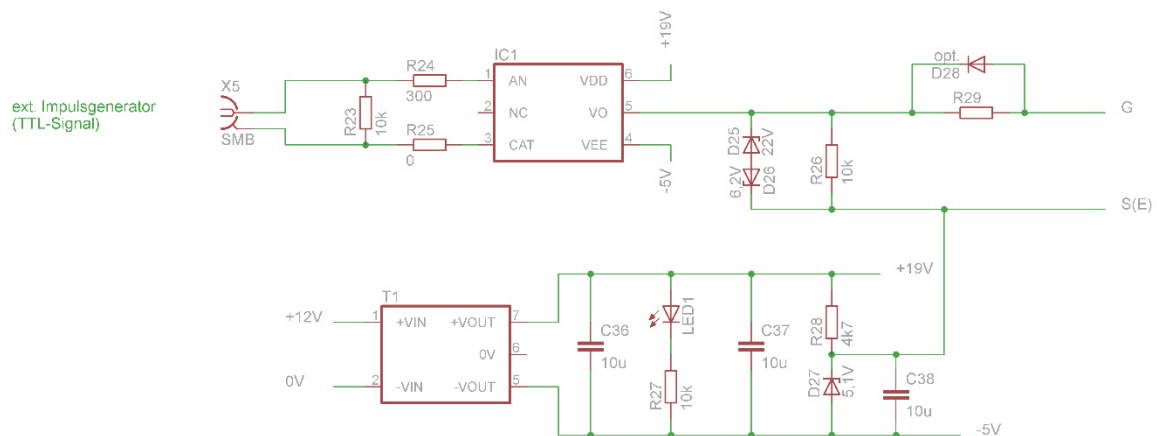 +19V
opt.
D28
IC1
X5
R24
300
1
AN
VDD
6
ext. Impulsgenerator
(TTL-Signal)
R23
10k
2
NC
VO
5
R29
G
R25
0
3
CAT
VEE
4
SMB
-5V
D25
22V
6,2V
D26
R26
10k
S(E)
+19V
T1
+12V
1
+VIN
+VOUT
7
0V
6
0V
2
-VIN
-VOUT
5
C36
10u
LED1
R27
10k
C37
10u
R28
4k7
D27
5,1V
C38
10u
-5V